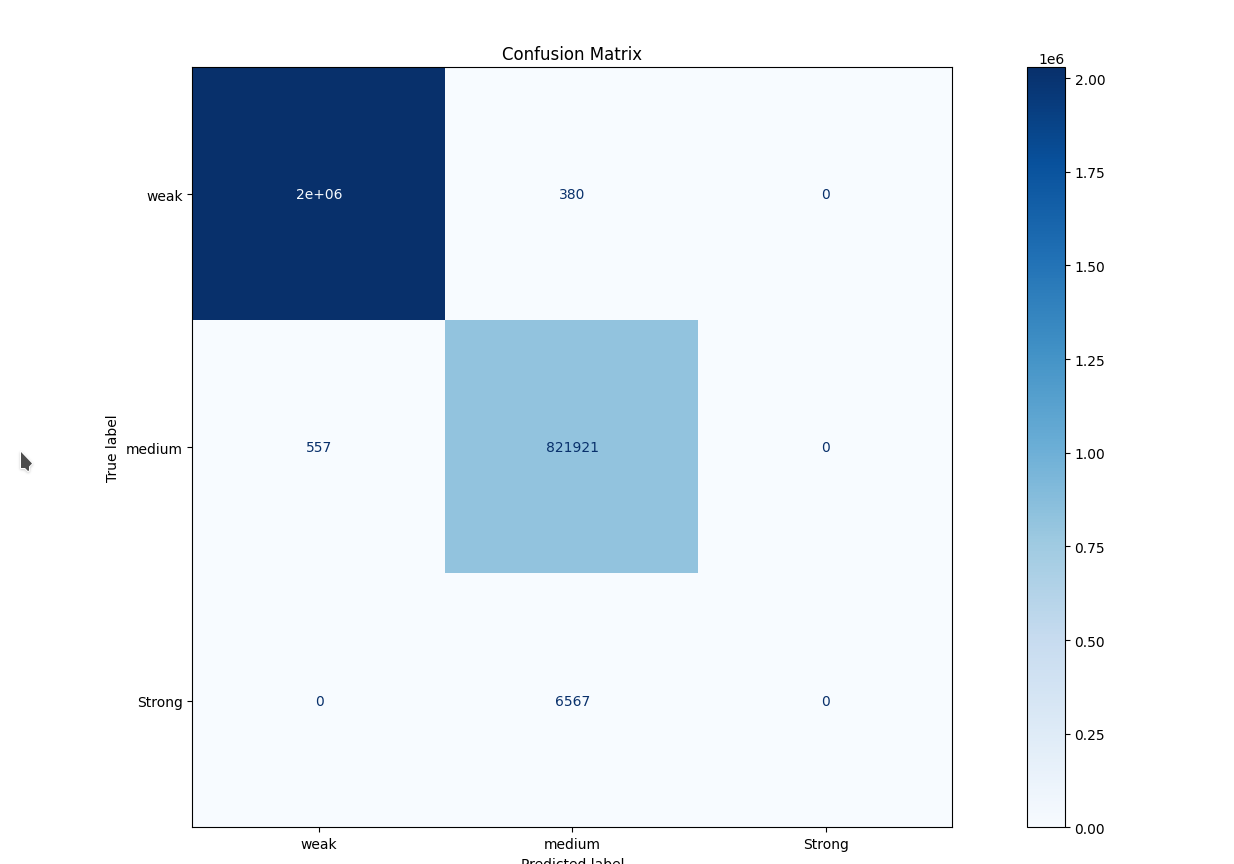 Confusion Matrix
1e6
2.00
weak
2e+06
380
0
1.75
1.50
1.25
True label
medium
557
821921
0
1.00
0.75
0.50
Strong
0
6567
0
0.25
0.00
weak
medium
Strong
Predicted label